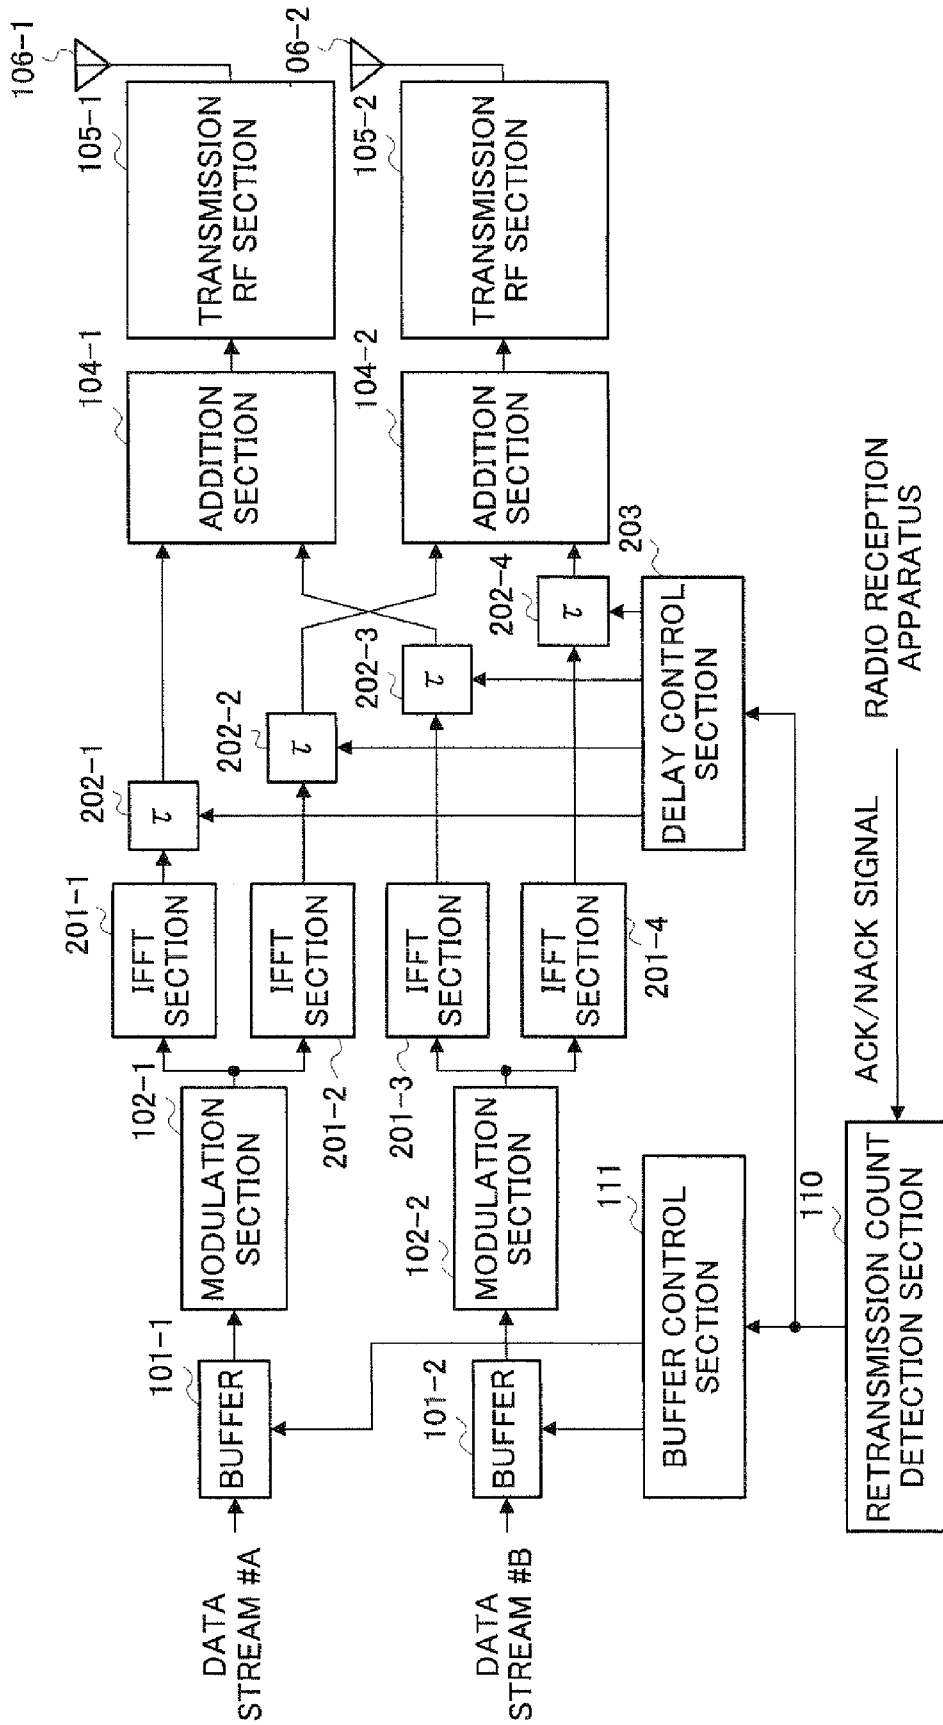 DATA
STREAM #A
BUFFER
101-1
MODULATION
SECTION
102-1
IFFT
SECTION
201-1
IFFT
SECTION
201-2
τ
202-1
τ
202-2
ADDITION
SECTION
104-1
TRANSMISSION
RF SECTION
105-1
106-1
DATA
STREAM #B
BUFFER
101-2
MODULATION
SECTION
102-2
IFFT
SECTION
201-3
IFFT
SECTION
201-4
τ
202-3
τ
202-4
ADDITION
SECTION
104-2
TRANSMISSION
RF SECTION
105-2
06-2
BUFFER CONTROL
SECTION
111
DELAY CONTROL
SECTION
203
RETRANSMISSION COUNT
DETECTION SECTION
110
ACK/NACK SIGNAL
RADIO RECEPTION
APPARATUS